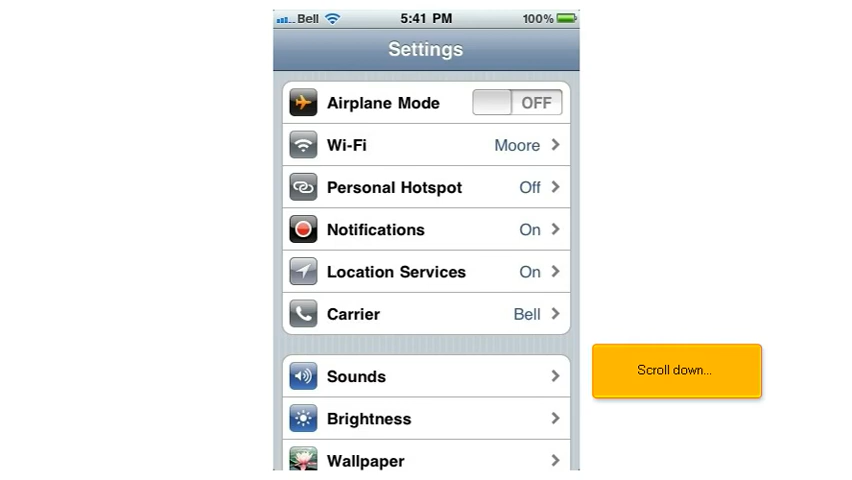 Bell 5:41 PM 100%
Settings
Airplane Mode OFF
Wi-Fi Moore
Personal Hotspot Off
Notifications On
Location Services On
Carrier Bell
Sounds
Scroll down...
Brightness
Wallpaper